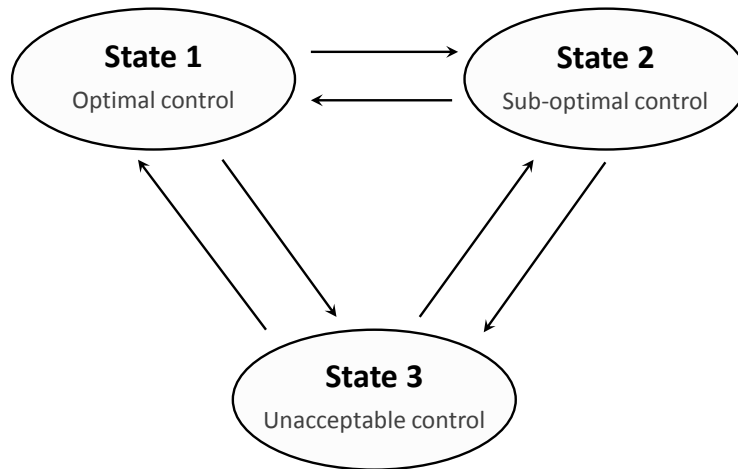 State 1
Optimal control
State 2
Sub-optimal control
State 3
Unacceptable control